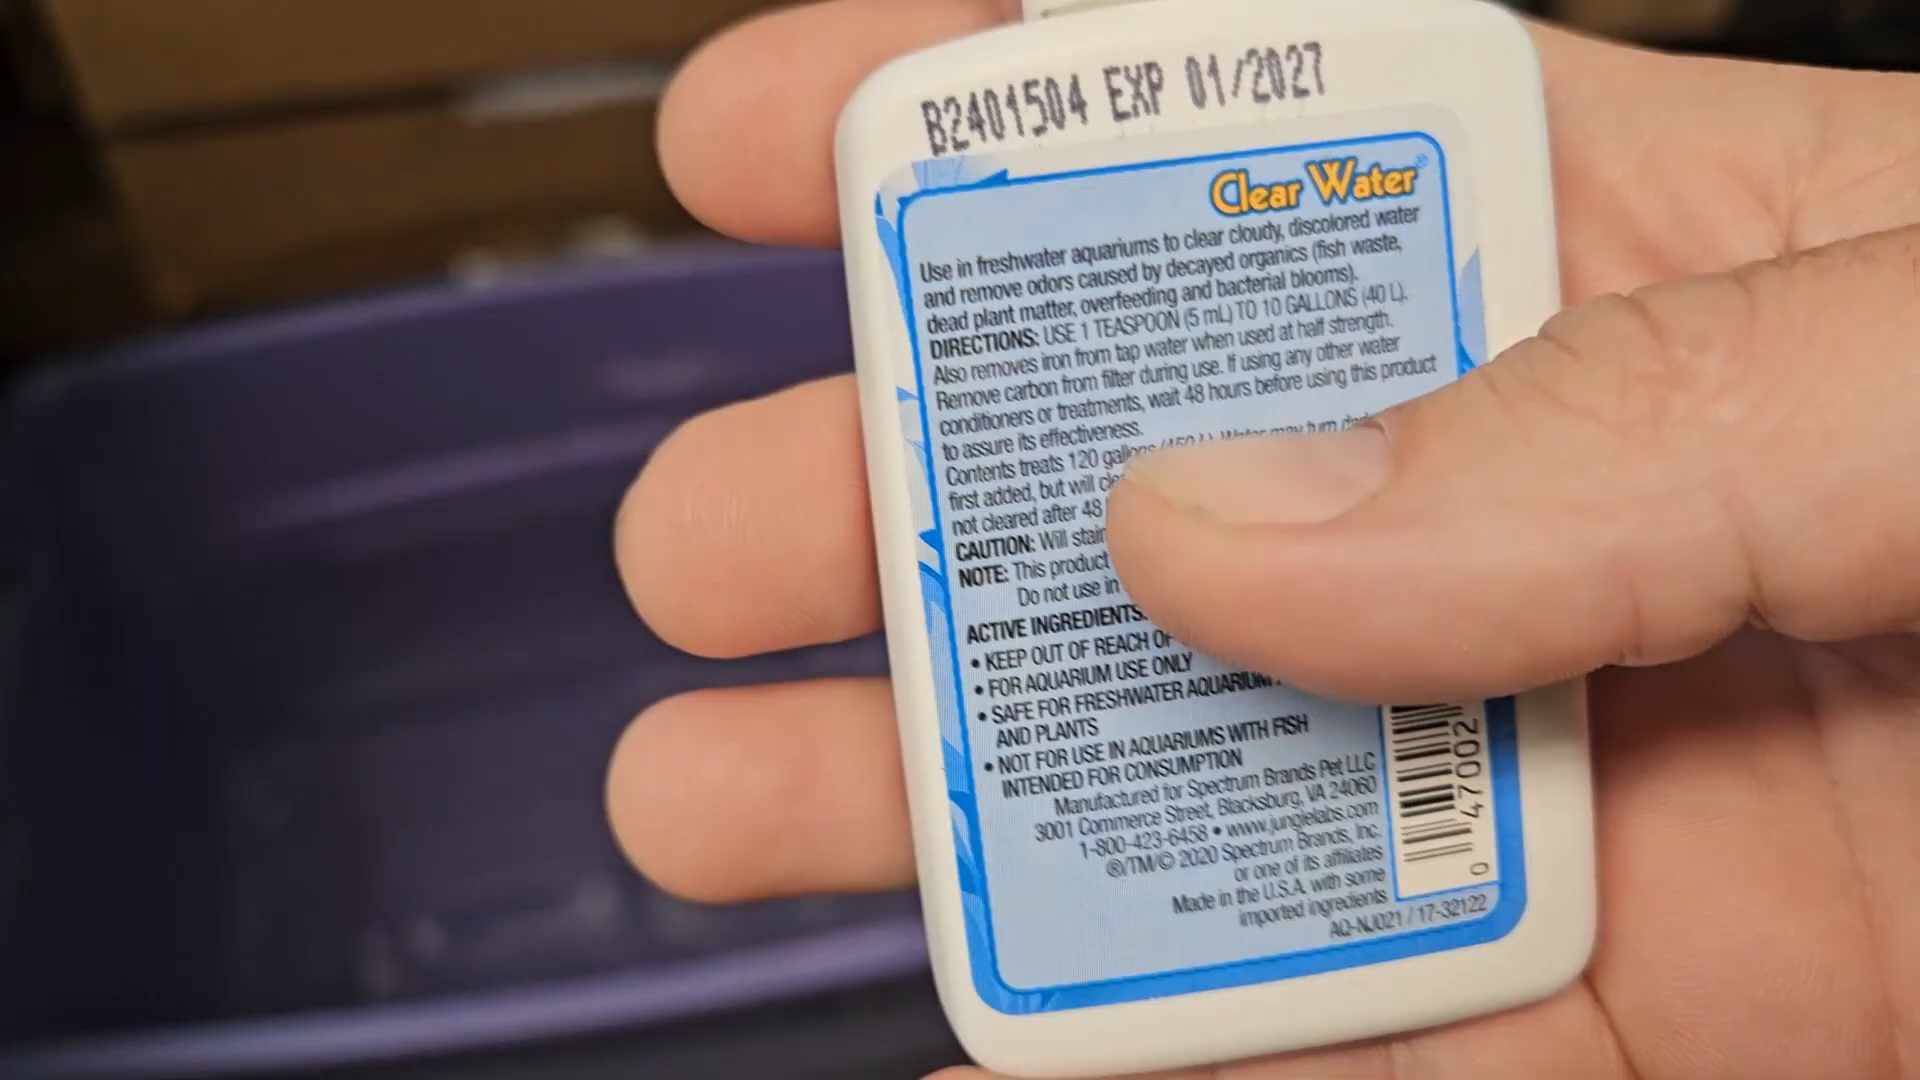 B2401504 EXP 01/2027
Clear Water®
Use in freshwater aquariums to clear cloudy, discolored water
and remove odors caused by decayed organics (fish waste,
dead plant matter, overfeeding and bacterial blooms).
DIRECTIONS: USE 1 TEASPOON (5 mL) TO 10 GALLONS (40 L).
Also removes iron from tap water when used at half strength.
Remove carbon from filter during use. If using any other water
conditioners or treatments, wait 48 hours before using this product
to assure its effectiveness.
Contents treats 120 gallons (450 L). Water may turn
first added, but will
not cleared after 48
CAUTION: Will stain
NOTE: This product
Do not use in
ACTIVE INGREDIENTS:
• KEEP OUT OF REACH OF
• FOR AQUARIUM USE ONLY
• SAFE FOR FRESHWATER AQUARIUM
AND PLANTS
• NOT FOR USE IN AQUARIUMS WITH FISH
INTENDED FOR CONSUMPTION
Manufactured for Spectrum Brands Pet LLC
3001 Commerce Street, Blacksburg, VA 24060
1-800-423-6458 • www.junglelabs.com
®/TM/© 2020 Spectrum Brands, Inc.
or one of its affiliates
Made in the U.S.A. with some
imported ingredients
AQ-NJ021 / 17-32122
0 47002